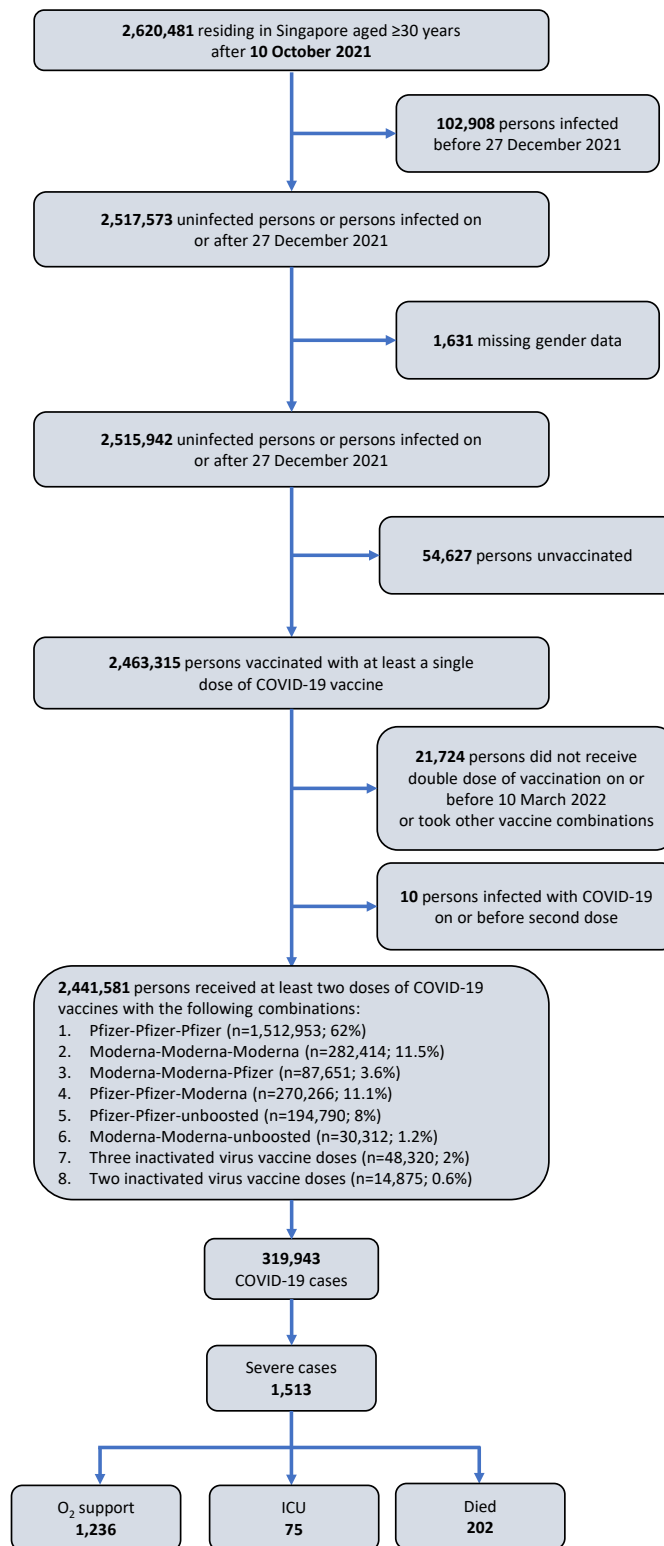 2,620,481 residing in Singapore aged ≥30 years
after 10 October 2021
102,908 persons infected
before 27 December 2021
2,517,573 uninfected persons or persons infected on
or after 27 December 2021
1,631 missing gender data
2,515,942 uninfected persons or persons infected on
or after 27 December 2021
54,627 persons unvaccinated
2,463,315 persons vaccinated with at least a single
dose of COVID-19 vaccine
21,724 persons did not receive
double dose of vaccination on or
before 10 March 2022
or took other vaccine combinations
10 persons infected with COVID-19
on or before second dose
2,441,581 persons received at least two doses of COVID-19
vaccines with the following combinations:
1. Pfizer-Pfizer-Pfizer (n=1,512,953; 62%)
2. Moderna-Moderna-Moderna (n=282,414; 11.5%)
3. Moderna-Moderna-Pfizer (n=87,651; 3.6%)
4. Pfizer-Pfizer-Moderna (n=270,266; 11.1%)
5. Pfizer-Pfizer-unboosted (n=194,790; 8%)
6. Moderna-Moderna-unboosted (n=30,312; 1.2%)
7. Three inactivated virus vaccine doses (n=48,320; 2%)
8. Two inactivated virus vaccine doses (n=14,875; 0.6%)
319,943
COVID-19 cases
Severe cases
1,513
O₂ support
1,236
ICU
75
Died
202